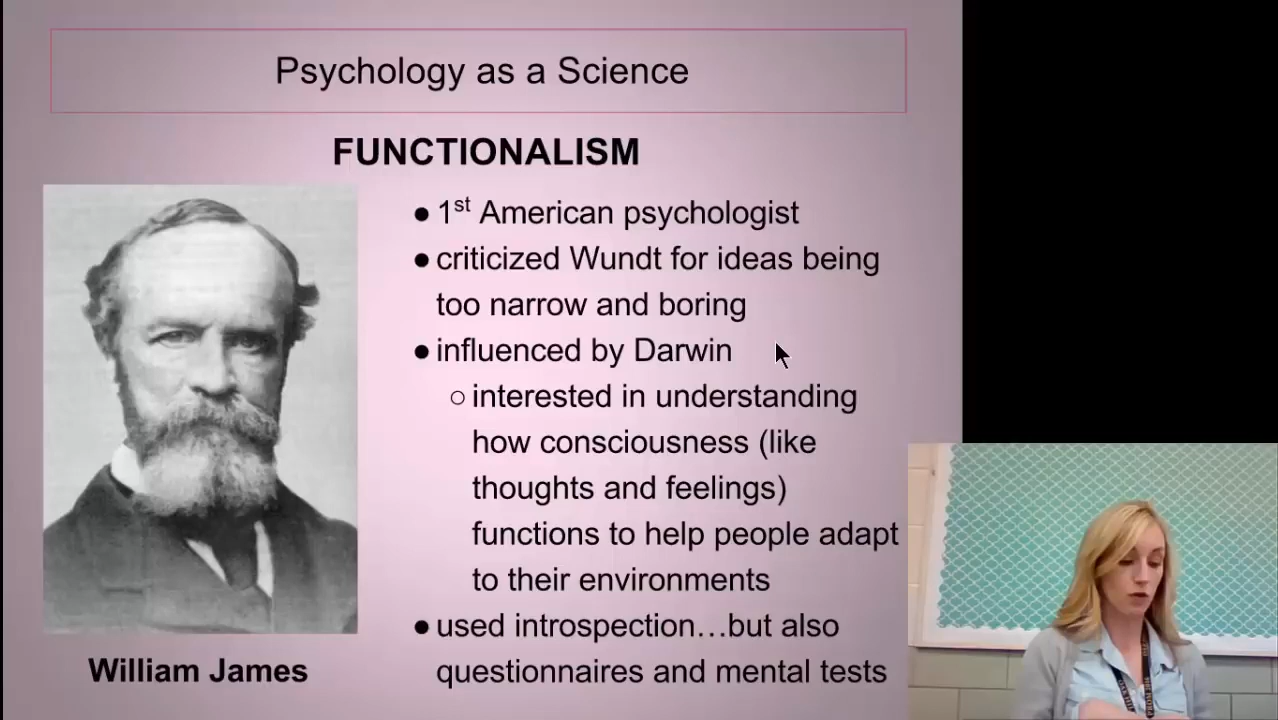 Psychology as a Science
FUNCTIONALISM
● 1st American psychologist
● criticized Wundt for ideas being
too narrow and boring
● influenced by Darwin
○ interested in understanding
how consciousness (like
thoughts and feelings)
functions to help people adapt
to their environments
● used introspection…but also
questionnaires and mental tests
William James